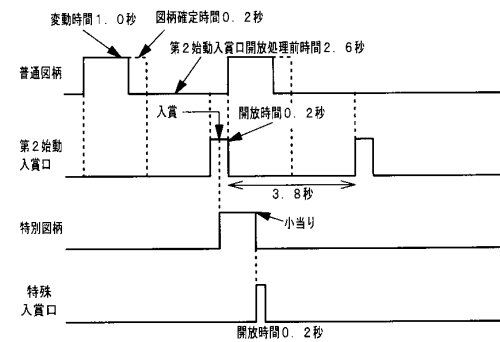 変動時間1.0秒
図柄確定時間0.2秒
第2始動入賞口開放処理前時間2.6秒
普通図柄
入賞
開放時間0.2秒
第2始動
入賞口
3.8秒
特別図柄
小当り
特殊
入賞口
開放時間0.2秒